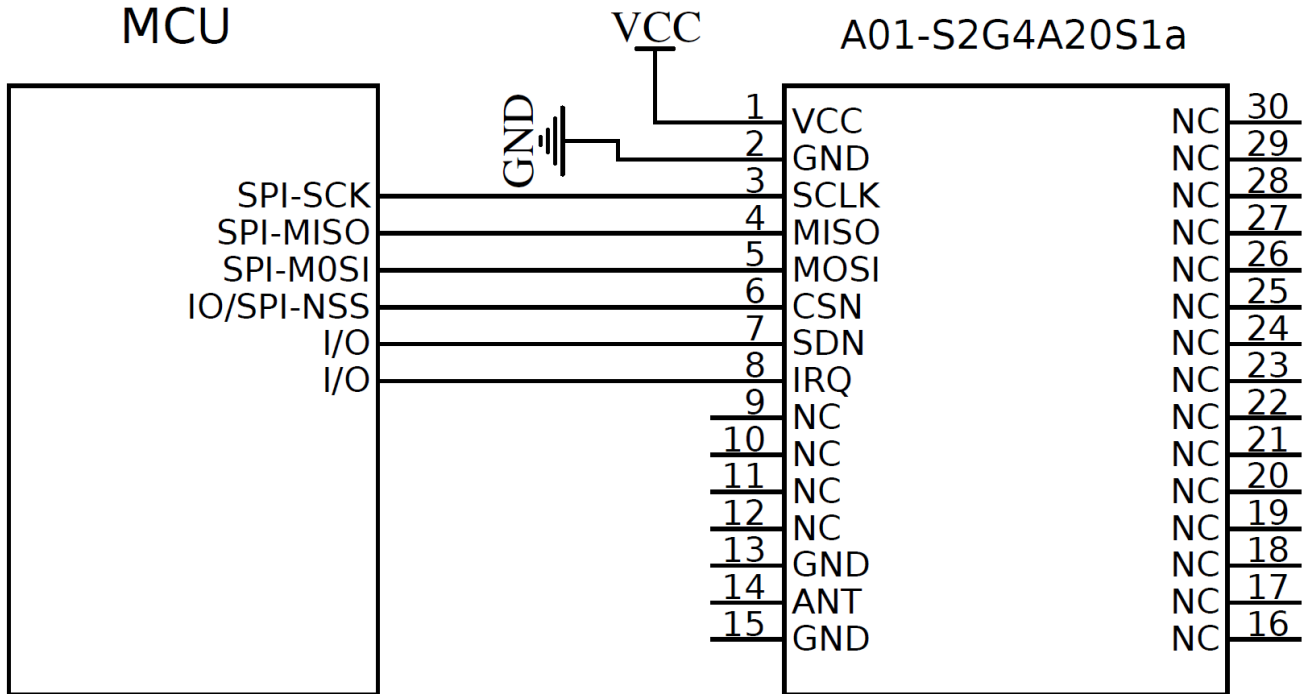 MCU
VCC
A01-S2G4A20S1a
GND
SPI-SCK
SPI-MISO
SPI-M0SI
IO/SPI-NSS
I/O
I/O
1 VCC NC 30
2 GND NC 29
3 SCLK NC 28
4 MISO NC 27
5 MOSI NC 26
6 CSN NC 25
7 SDN NC 24
8 IRQ NC 23
9 NC NC 22
10 NC NC 21
11 NC NC 20
12 NC NC 19
13 GND NC 18
14 ANT NC 17
15 GND NC 16